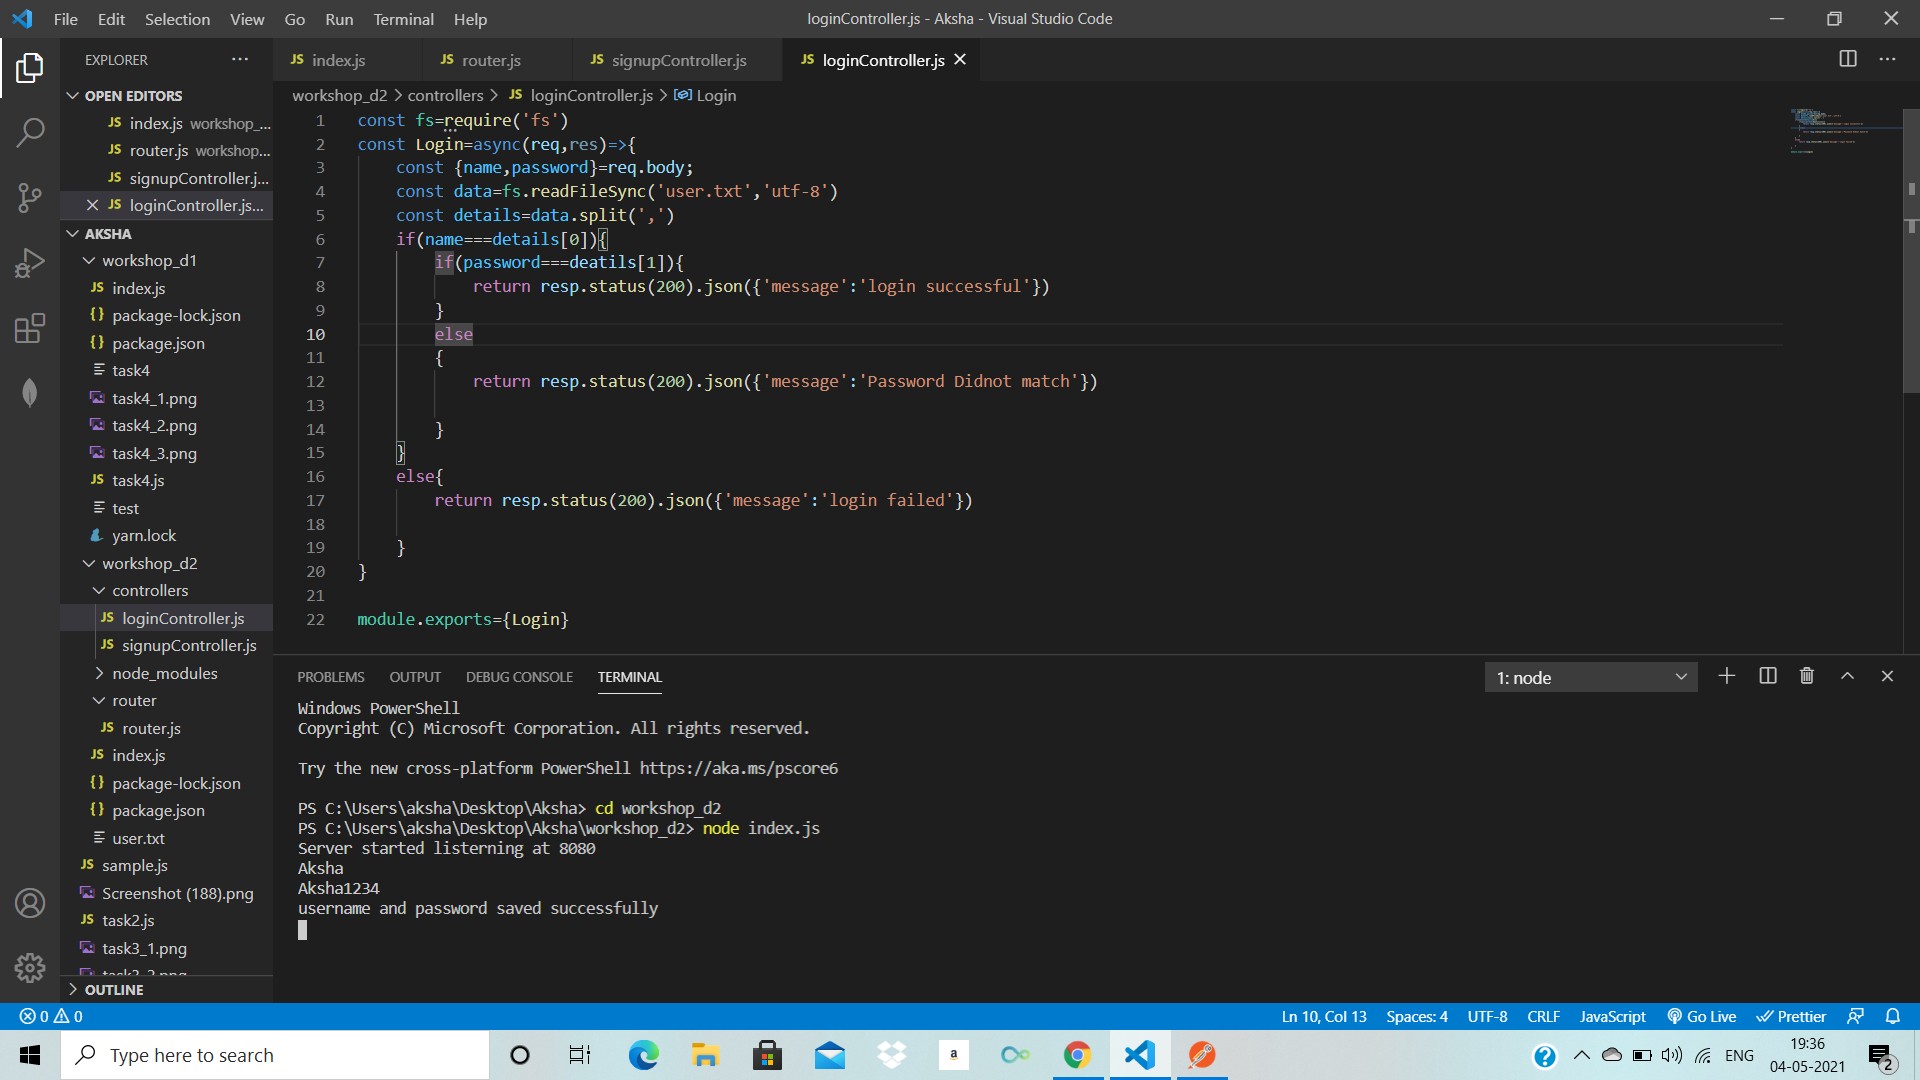 File Edit Selection View Go Run Terminal Help
loginController.js - Aksha - Visual Studio Code
EXPLORER
OPEN EDITORS
JS index.js workshop_...
JS router.js workshop...
JS signupController.j...
JS loginController.js...
AKSHA
workshop_d1
JS index.js
{} package-lock.json
{} package.json
task4
task4_1.png
task4_2.png
task4_3.png
JS task4.js
test
yarn.lock
workshop_d2
controllers
JS loginController.js
JS signupController.js
node_modules
router
JS router.js
JS index.js
{} package-lock.json
{} package.json
user.txt
JS sample.js
Screenshot (188).png
JS task2.js
task3_1.png
task3_2.png
OUTLINE
JS index.js JS router.js JS signupController.js JS loginController.js
workshop_d2 > controllers > JS loginController.js > Login
1 const fs=require('fs')
2 const Login=async(req,res)=>{
3 const {name,password}=req.body;
4 const data=fs.readFileSync('user.txt','utf-8')
5 const details=data.split(',')
6 if(name===details[0]){
7 if(password===deatils[1]){
8 return resp.status(200).json({'message':'login successful'})
9 }
10 else
11 {
12 return resp.status(200).json({'message':'Password Didnot match'})
13
14 }
15 }
16 else{
17 return resp.status(200).json({'message':'login failed'})
18
19 }
20 }
21
22 module.exports={Login}
PROBLEMS OUTPUT DEBUG CONSOLE TERMINAL
1: node
Windows PowerShell
Copyright (C) Microsoft Corporation. All rights reserved.
Try the new cross-platform PowerShell https://aka.ms/pscore6
PS C:\Users\aksha\Desktop\Aksha> cd workshop_d2
PS C:\Users\aksha\Desktop\Aksha\workshop_d2> node index.js
Server started listerning at 8080
Aksha
Aksha1234
username and password saved successfully
0 0
Ln 10, Col 13 Spaces: 4 UTF-8 CRLF JavaScript Go Live Prettier
Type here to search
a
ENG
19:36
04-05-2021
2